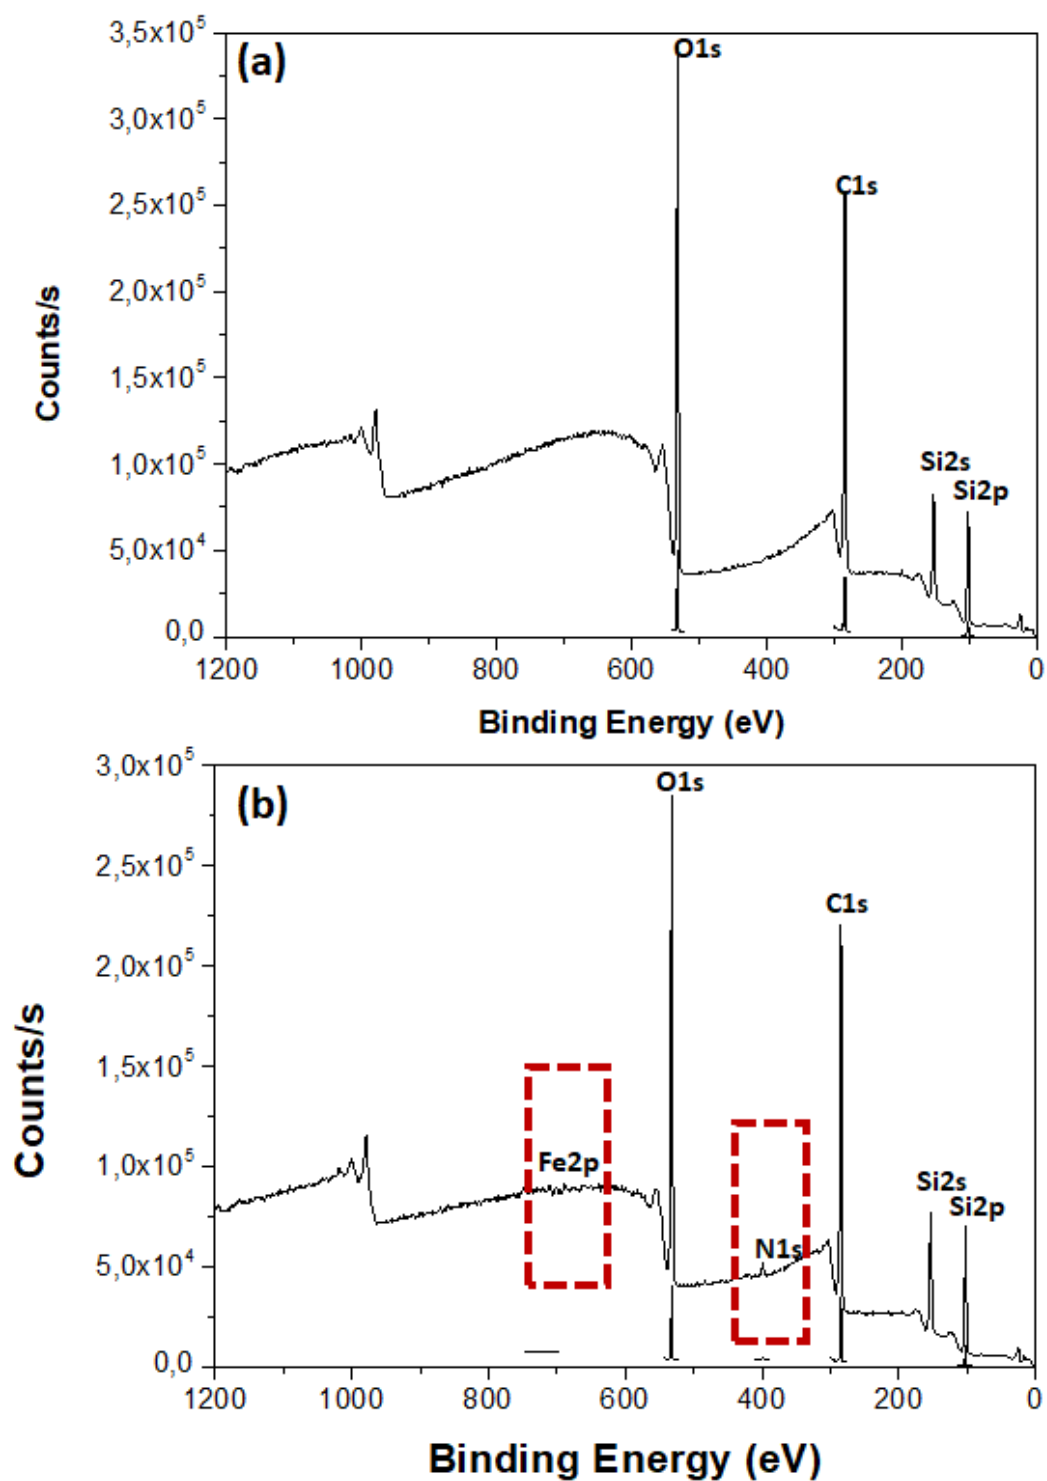 (a)
3,5x10⁵
3,0x10⁵
2,5x10⁵
2,0x10⁵
1,5x10⁵
1,0x10⁵
5,0x10⁴
0,0
O1s
C1s
Si2s
Si2p
1200 1000 800 600 400 200 0
Counts/s
Binding Energy (eV)
(b)
3,0x10⁵
2,5x10⁵
2,0x10⁵
1,5x10⁵
1,0x10⁵
5,0x10⁴
0,0
O1s
C1s
Fe2p
N1s
Si2s
Si2p
1200 1000 800 600 400 200 0
Counts/s
Binding Energy (eV)